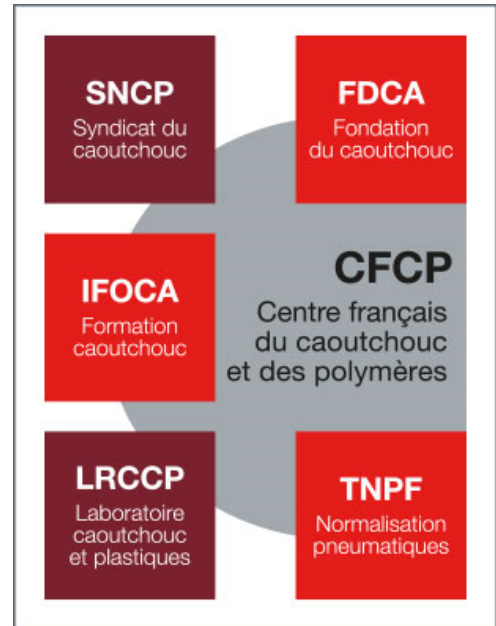 SNCP
Syndicat du
caoutchouc
FDCA
Fondation
du caoutchouc
IFOCA
Formation
caoutchouc
CFCP
Centre français
du caoutchouc
et des polymères
LRCCP
Laboratoire
caoutchouc
et plastiques
TNPF
Normalisation
pneumatiques